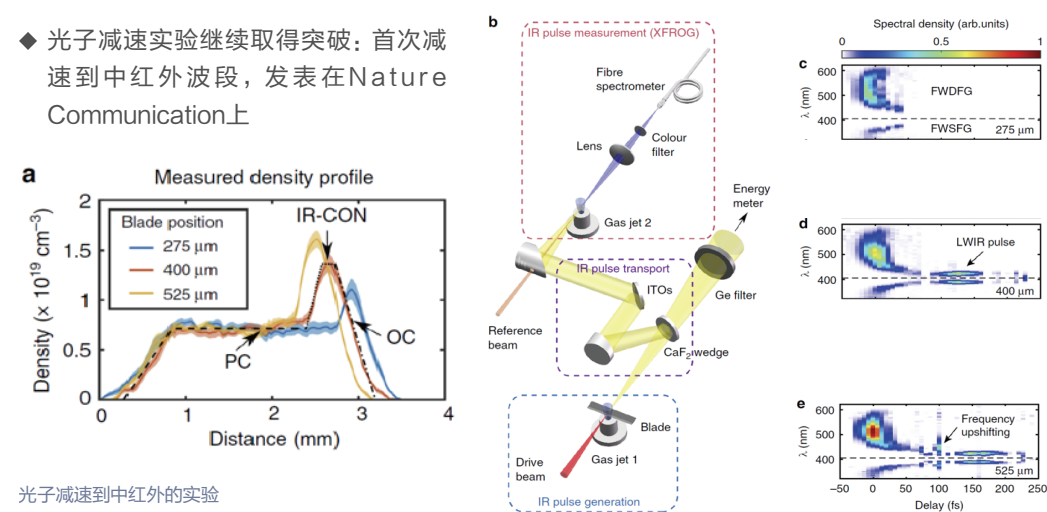 ◆ 光子减速实验继续取得突破：首次减
速到中红外波段，发表在Nature
Communication上
a
Measured density profile
Density (× 10¹⁹ cm⁻³)
2
1.5
1
0.5
0
Blade position
275 μm
400 μm
525 μm
IR-CON
PC
OC
0
1
2
3
4
Distance (mm)
光子减速到中红外的实验
b
IR pulse measurement (XFROG)
Fibre
spectrometer
Lens
Colour
filter
Gas jet 2
Energy
meter
IR pulse transport
ITOs
Ge filter
Reference
beam
CaF₂ wedge
Blade
Gas jet 1
Drive
beam
IR pulse generation
Spectral density (arb.units)
0
0.5
1
c
λ (nm)
600
500
400
FWDFG
FWSFG
275 μm
d
λ (nm)
600
500
400
LWIR pulse
400 μm
e
λ (nm)
600
500
400
Frequency
upshifting
525 μm
−50
0
50
100
150
200
250
Delay (fs)